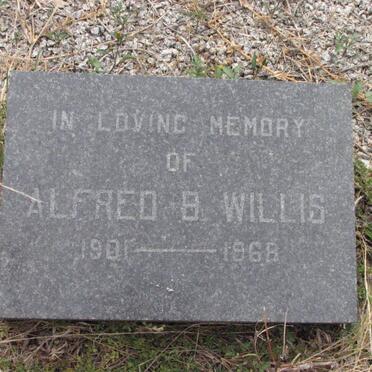 IN LOVING MEMORY
OF
ALFRED B. WILLIS
1901 — 1968